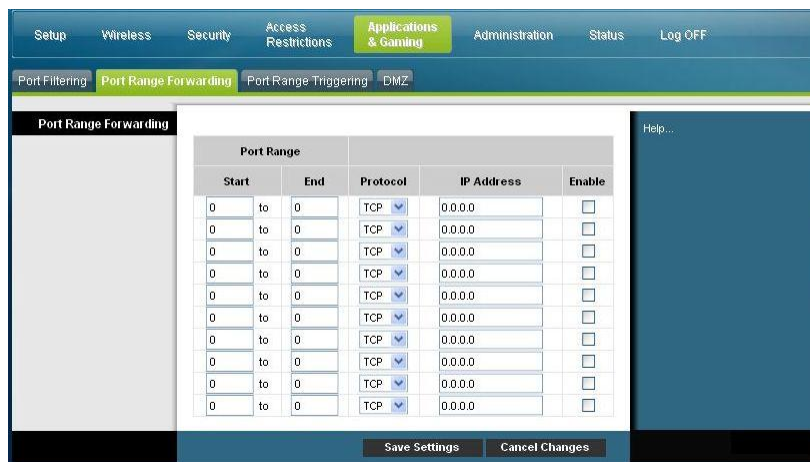 Setup Wireless Security Access Restrictions Applications & Gaming Administration Status Log OFF
Port Filtering Port Range Forwarding Port Range Triggering DMZ
Port Range Forwarding
Help...
Port Range
Start End Protocol IP Address Enable
0 to 0 TCP 0.0.0.0
0 to 0 TCP 0.0.0.0
0 to 0 TCP 0.0.0.0
0 to 0 TCP 0.0.0.0
0 to 0 TCP 0.0.0.0
0 to 0 TCP 0.0.0.0
0 to 0 TCP 0.0.0.0
0 to 0 TCP 0.0.0.0
0 to 0 TCP 0.0.0.0
0 to 0 TCP 0.0.0.0
Save Settings Cancel Changes